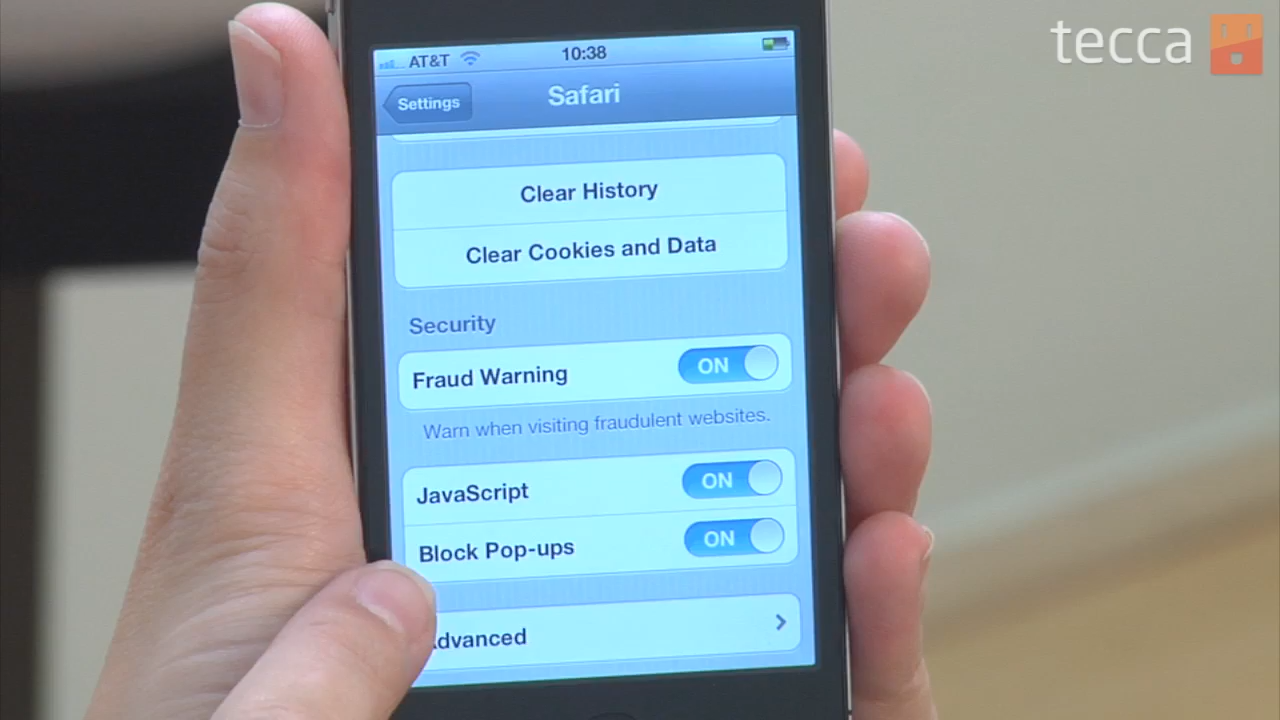 tecca
AT&T 10:38
Settings Safari
Clear History
Clear Cookies and Data
Security
Fraud Warning ON
Warn when visiting fraudulent websites.
JavaScript ON
Block Pop-ups ON
dvanced